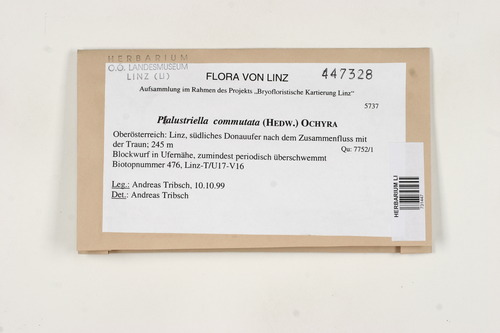 HERBARIUM
O.Ö. LANDESMUSEUM
LINZ (LI)
FLORA VON LINZ
447328
Aufsammlung im Rahmen des Projekts „Bryofloristische Kartierung Linz“
5737
commutata (HEDW.) OCHYRA
Oberösterreich: Linz, südliches Donauufer nach dem Zusammenfluss mit
der Traun; 245 m
Qu: 7752/1
Blockwurf in Ufernähe, zumindest periodisch überschwemmt
Biotopnummer 476, Linz-T/U17-V16
Leg.: Andreas Tribsch, 10.10.99
Det.: Andreas Tribsch
HERBARIUM LI